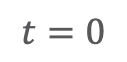 t = 0